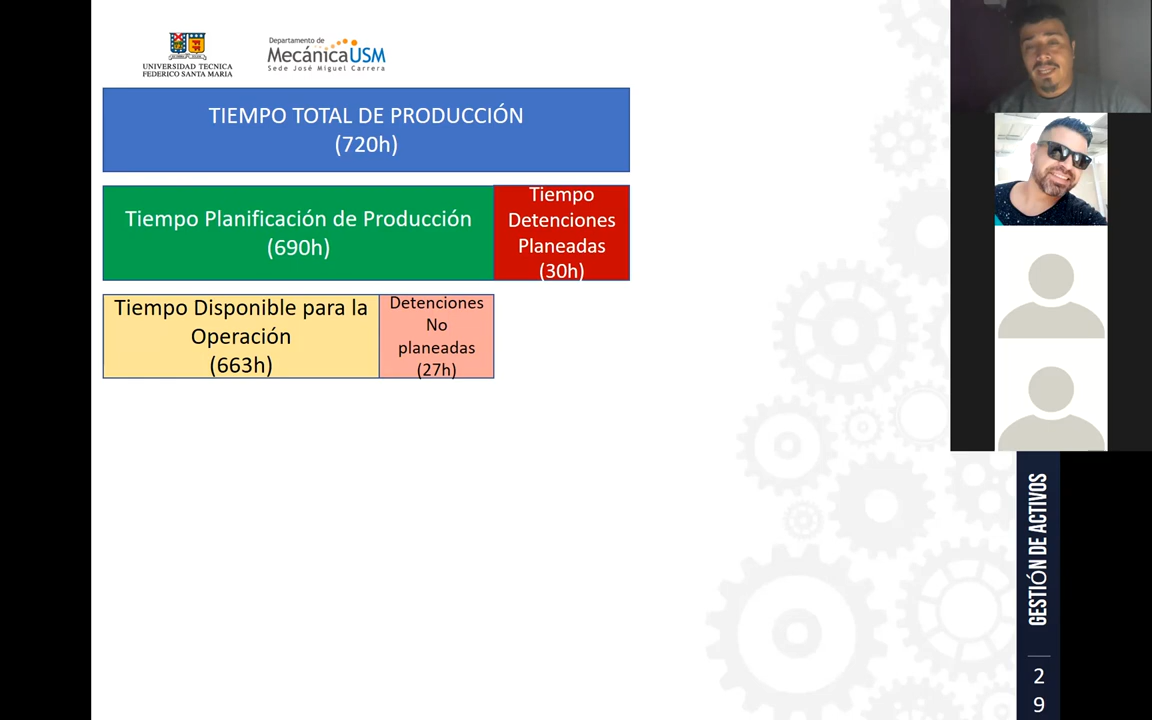 UNIVERSIDAD TECNICA
FEDERICO SANTA MARIA
Departamento de
MecánicaUSM
Sede José Miguel Carrera
TIEMPO TOTAL DE PRODUCCIÓN
(720h)
Tiempo Planificación de Producción
(690h)
Tiempo
Detenciones
Planeadas
(30h)
Tiempo Disponible para la
Operación
(663h)
Detenciones
No
planeadas
(27h)
GESTIÓN DE ACTIVOS
2
9